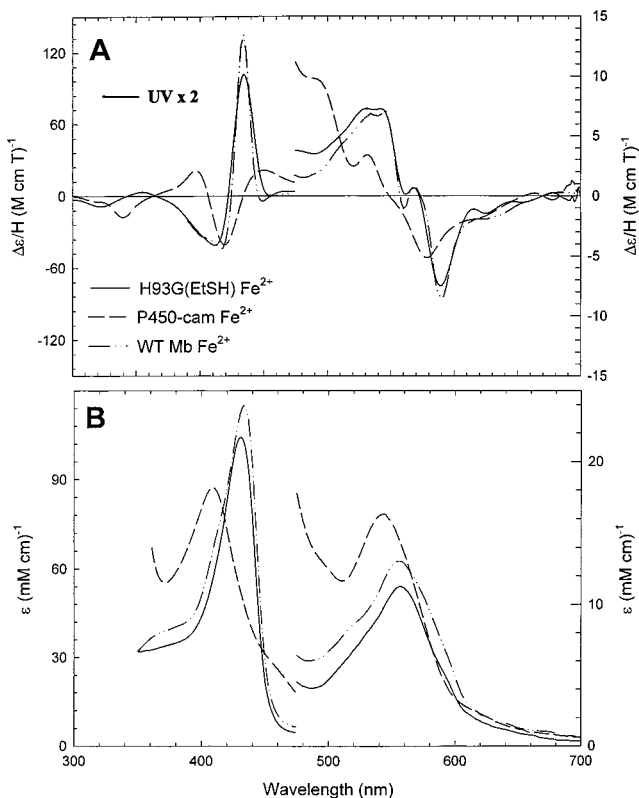 A
UV x 2
120
60
0
-60
-120
Δε/H (M cm T)⁻¹
15
10
5
0
-5
-10
-15
Δε/H (M cm T)⁻¹
H93G(EtSH) Fe²⁺
P450-cam Fe²⁺
WT Mb Fe²⁺
B
90
60
30
0
ε (mM cm)⁻¹
20
10
0
ε (mM cm)⁻¹
300 400 500 600 700
Wavelength (nm)